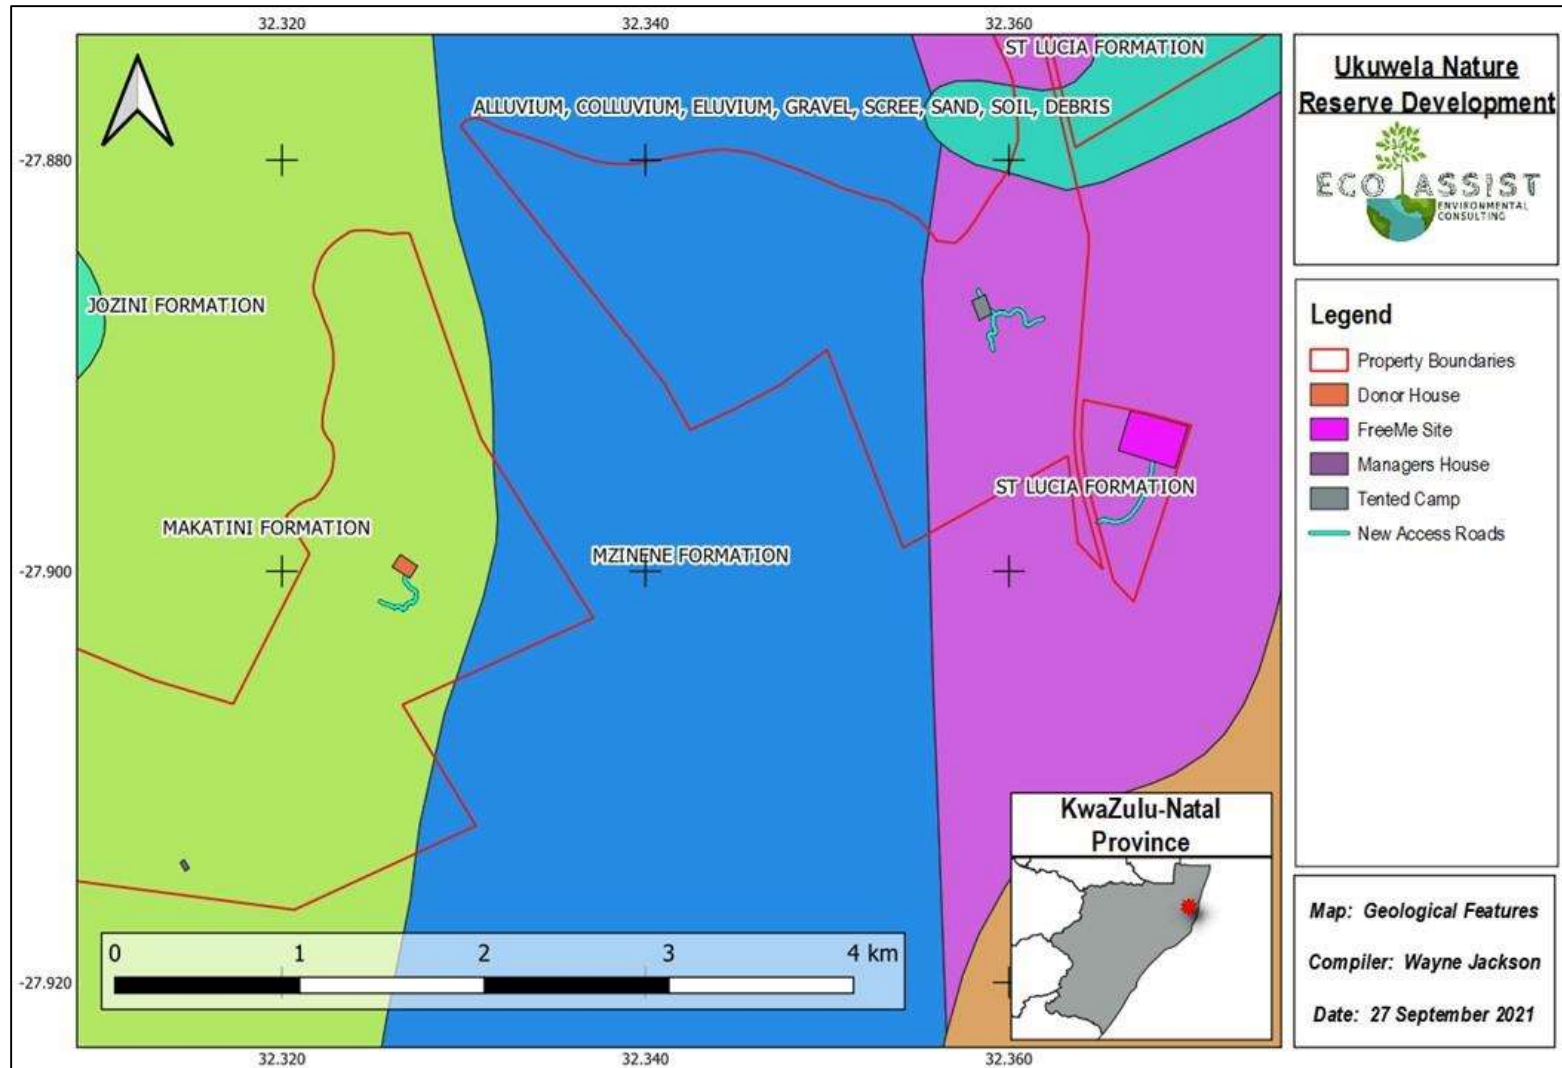 32.320
32.340
32.360
ST LUCIA FORMATION
ALLUVIUM, COLLUVIUM, ELUVIUM, GRAVEL, SCREE, SAND, SOIL, DEBRIS
-27.880
JOZINI FORMATION
ST LUCIA FORMATION
MAKATINI FORMATION
MZINENE FORMATION
-27.900
0 1 2 3 4 km
-27.920
32.320
32.340
32.360
KwaZulu-Natal
Province
Ukuwela Nature
Reserve Development
ECO ASSIST
ENVIRONMENTAL
CONSULTING
Legend
Property Boundaries
Donor House
FreeMe Site
Managers House
Tented Camp
New Access Roads
Map: Geological Features
Compiler: Wayne Jackson
Date: 27 September 2021